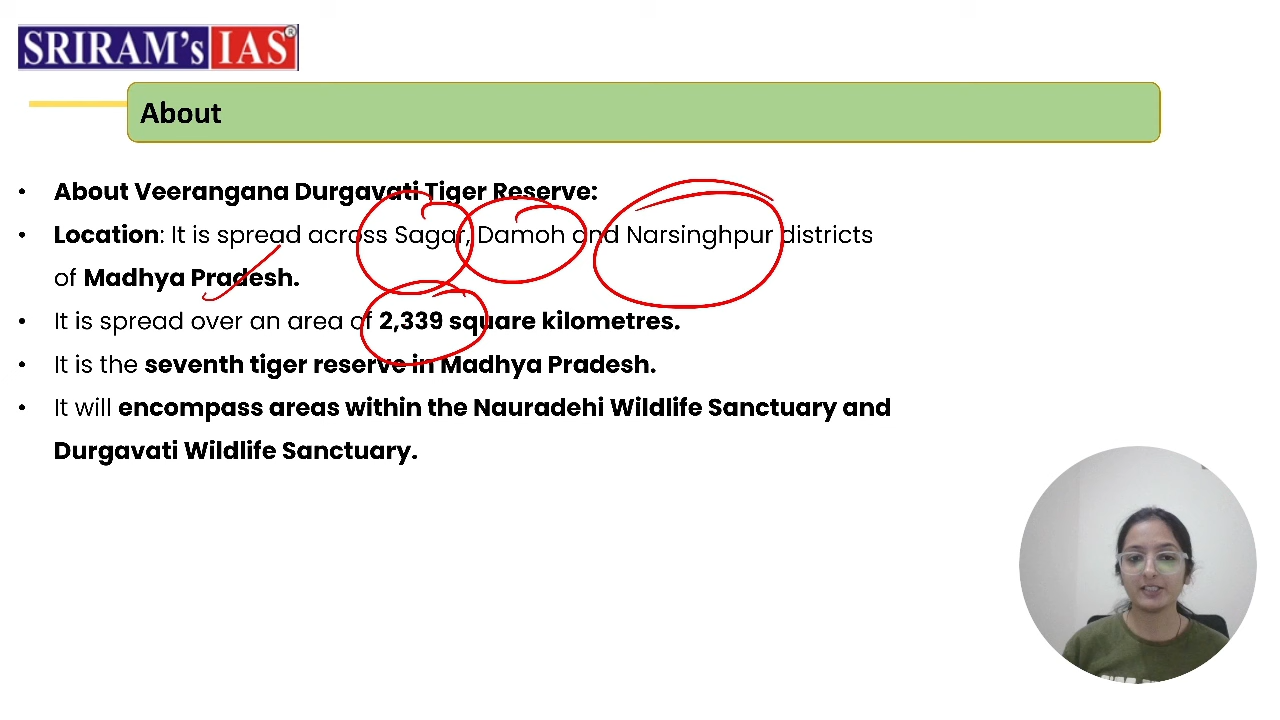 SRIRAM's IAS®
About
• About Veerangana Durgavati Tiger Reserve:
• Location: It is spread across Sagar, Damoh and Narsinghpur districts
of Madhya Pradesh.
• It is spread over an area of 2,339 square kilometres.
• It is the seventh tiger reserve in Madhya Pradesh.
• It will encompass areas within the Nauradehi Wildlife Sanctuary and
Durgavati Wildlife Sanctuary.